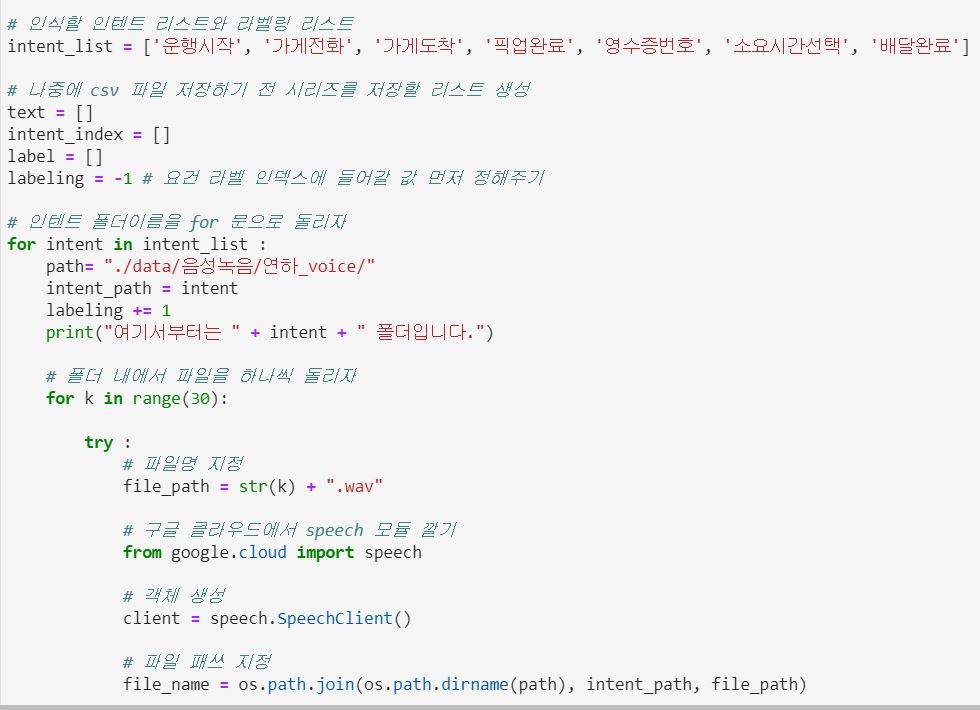 # 인식할 인텐트 리스트와 라벨링 리스트
intent_list = ['운행시작', '가게전화', '가게도착', '픽업완료', '영수증번호', '소요시간선택', '배달완료']
# 나중에 csv 파일 저장하기 전 시리즈를 저장할 리스트 생성
text = []
intent_index = []
label = []
labeling = -1 # 요건 라벨 인덱스에 들어갈 값 먼저 정해주기
# 인텐트 폴더이름을 for 문으로 돌리자
for intent in intent_list :
    path= "./data/음성녹음/연하_voice/"
    intent_path = intent
    labeling += 1
    print("여기서부터는 " + intent + " 폴더입니다.")
    # 폴더 내에서 파일을 하나씩 돌리자
    for k in range(30):
        try :
            # 파일명 지정
            file_path = str(k) + ".wav"
            # 구글 클라우드에서 speech 모듈 깔기
            from google.cloud import speech
            # 객체 생성
            client = speech.SpeechClient()
            # 파일 패쓰 지정
            file_name = os.path.join(os.path.dirname(path), intent_path, file_path)